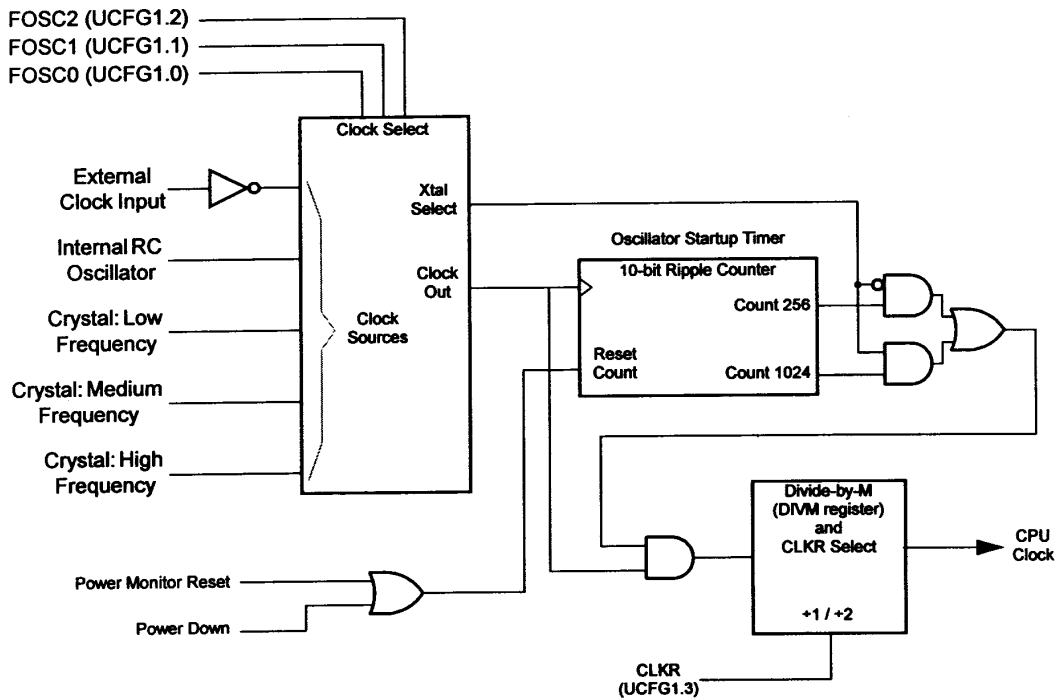 FOSC2 (UCFG1.2)
FOSC1 (UCFG1.1)
FOSC0 (UCFG1.0)
Clock Select
External
Clock Input
Xtal
Select
Internal RC
Oscillator
Oscillator Startup Timer
10-bit Ripple Counter
Clock
Out
Count 256
Crystal: Low
Frequency
Clock
Sources
Reset
Count
Count 1024
Crystal: Medium
Frequency
Crystal: High
Frequency
Divide-by-M
(DIVM register)
and
CLKR Select
CPU
Clock
Power Monitor Reset
÷1 / ÷2
Power Down
CLKR
(UCFG1.3)